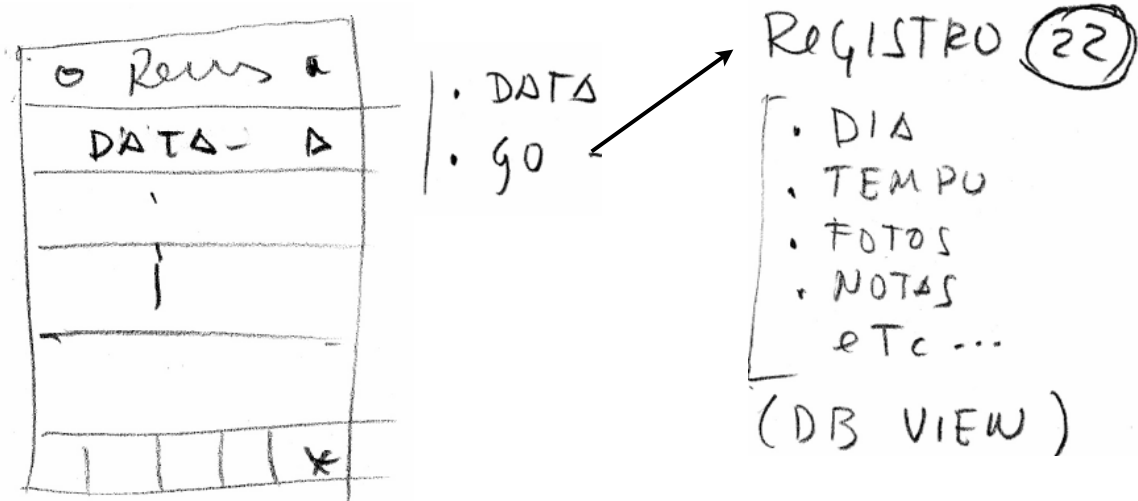 DATA-
• DATA
• GO -
REGISTRO 22
• DIA
• TEMPO
• FOTOS
• NOTAS
eTc ...
(DB VIEW)